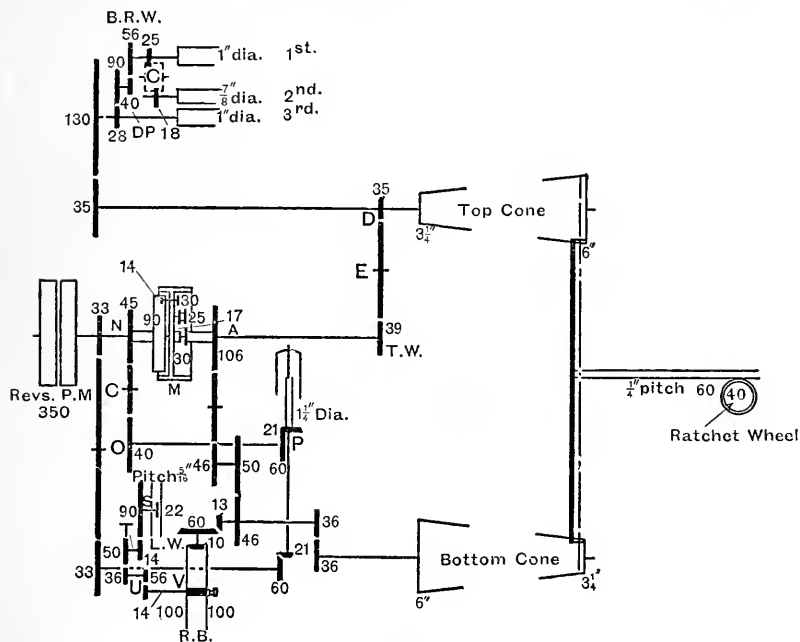 B.R.W.
56 25
90
C
1" dia. 1st.
7/8" dia. 2nd.
1" dia. 3rd.
40
28 DP 18
130
35
35
D
Top Cone
3 1/4"
6"
E
14
33 N 45
90 30
25 17
A
30
M
106
39
T.W.
Revs. P.M
350
C
1/4" pitch 60 40
Ratchet Wheel
1 1/4" Dia.
21
P
O
40
60
46 50
Pitch 5/16"
S
22
90
L.W.
60 13
10
46
36
36
50
14
36 56
U
V
14 100 100
R.B.
33
21
60
Bottom Cone
6"
3 1/4"